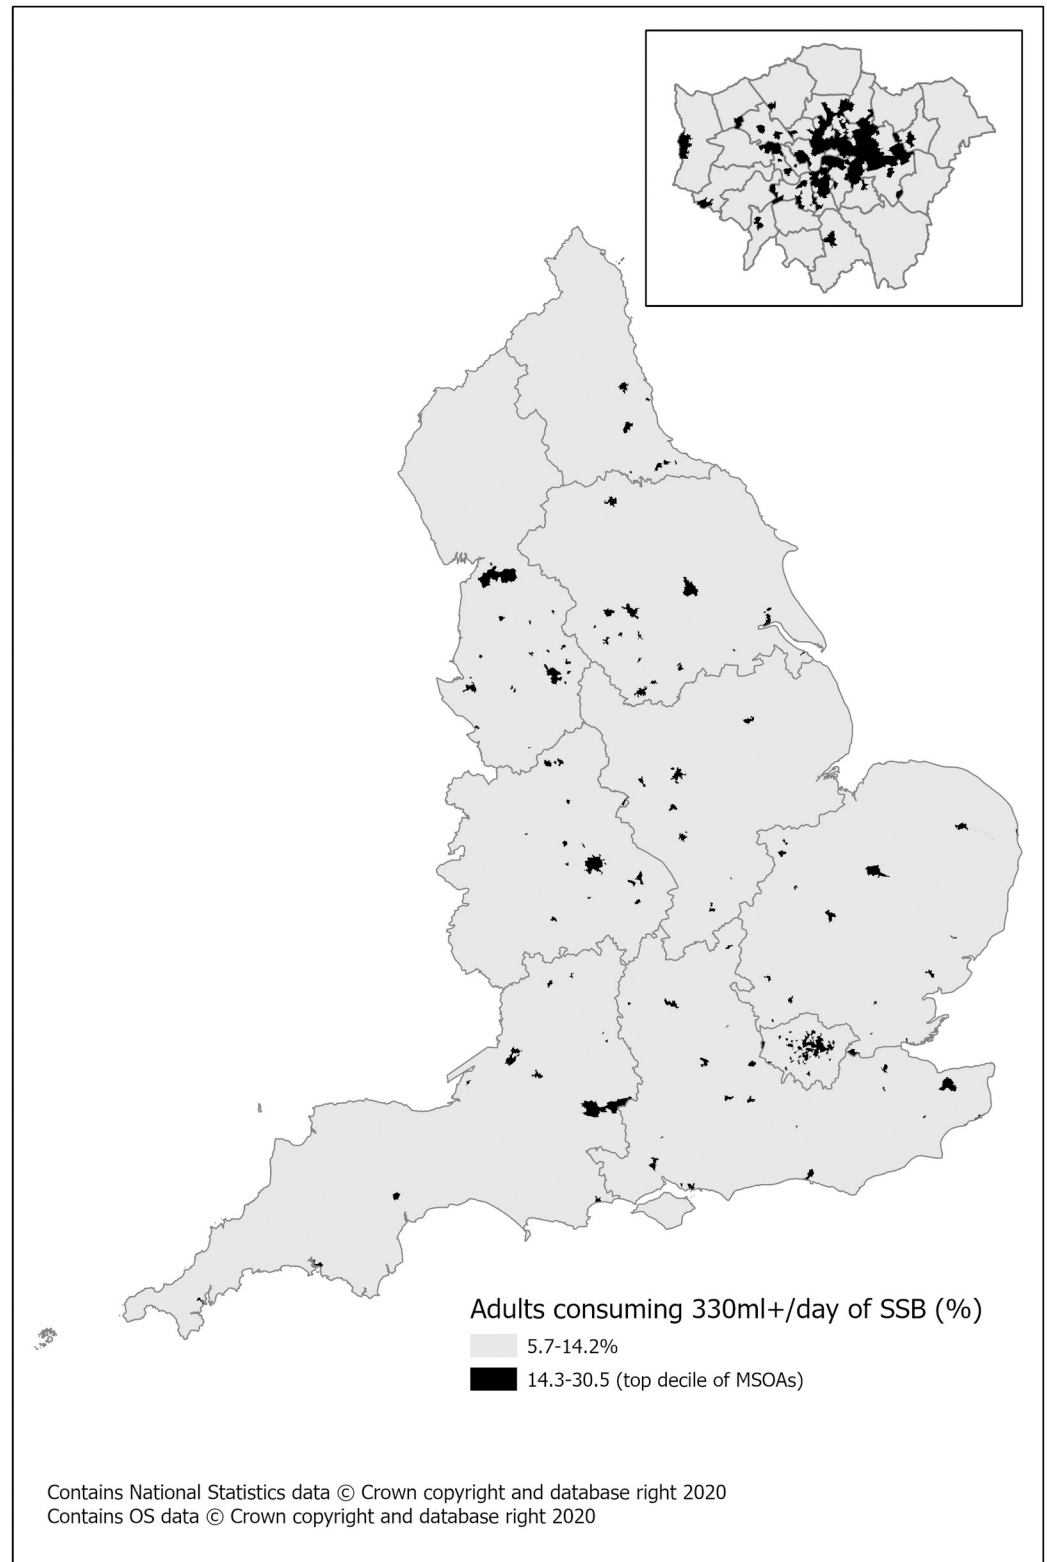 Adults consuming 330ml+/day of SSB (%)
5.7-14.2%
14.3-30.5 (top decile of MSOAs)
Contains National Statistics data © Crown copyright and database right 2020
Contains OS data © Crown copyright and database right 2020